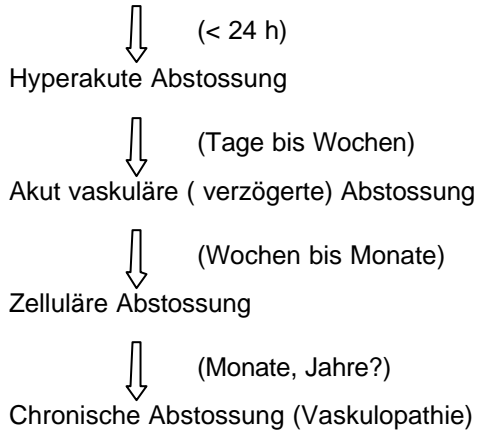 (< 24 h)
Hyperakute Abstossung
(Tage bis Wochen)
Akut vaskuläre ( verzögerte) Abstossung
(Wochen bis Monate)
Zelluläre Abstossung
(Monate, Jahre?)
Chronische Abstossung (Vaskulopathie)